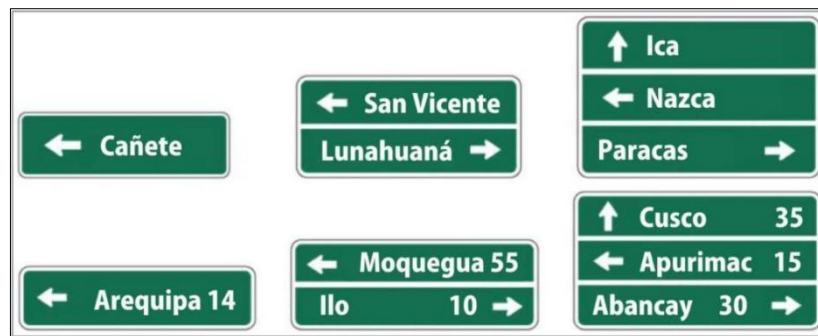 ← Cañete
← San Vicente
Lunahuaná →
↑ Ica
← Nazca
Paracas →
← Arequipa 14
← Moquegua 55
Ilo 10 →
↑ Cusco 35
← Apurimac 15
Abancay 30 →